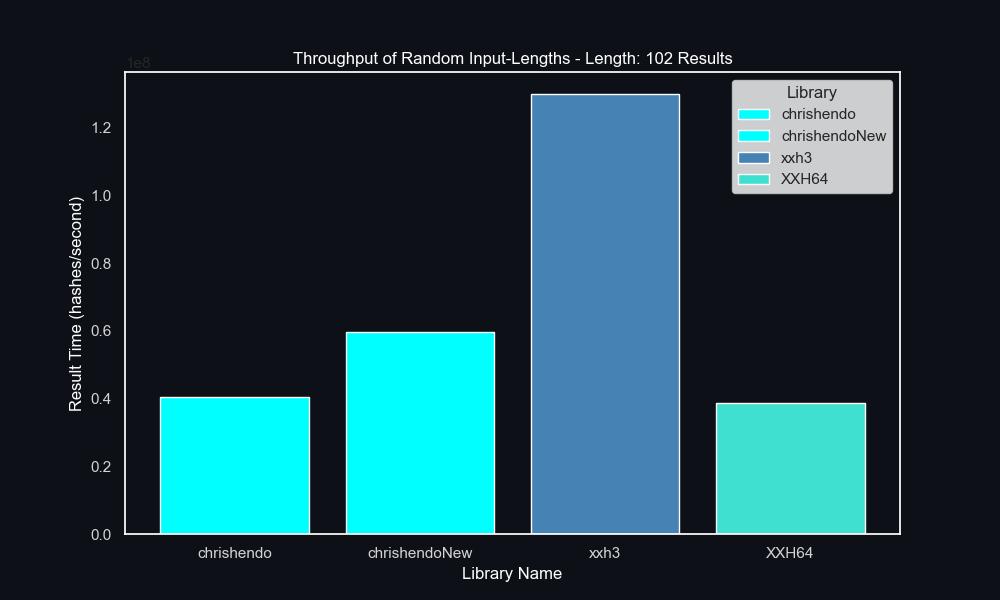 Throughput of Random Input-Lengths - Length: 102 Results
1e8
Library
chrishendo
chrishendoNew
xxh3
XXH64
1.2
1.0
0.8
0.6
0.4
0.2
0.0
Result Time (hashes/second)
chrishendo
chrishendoNew
xxh3
XXH64
Library Name